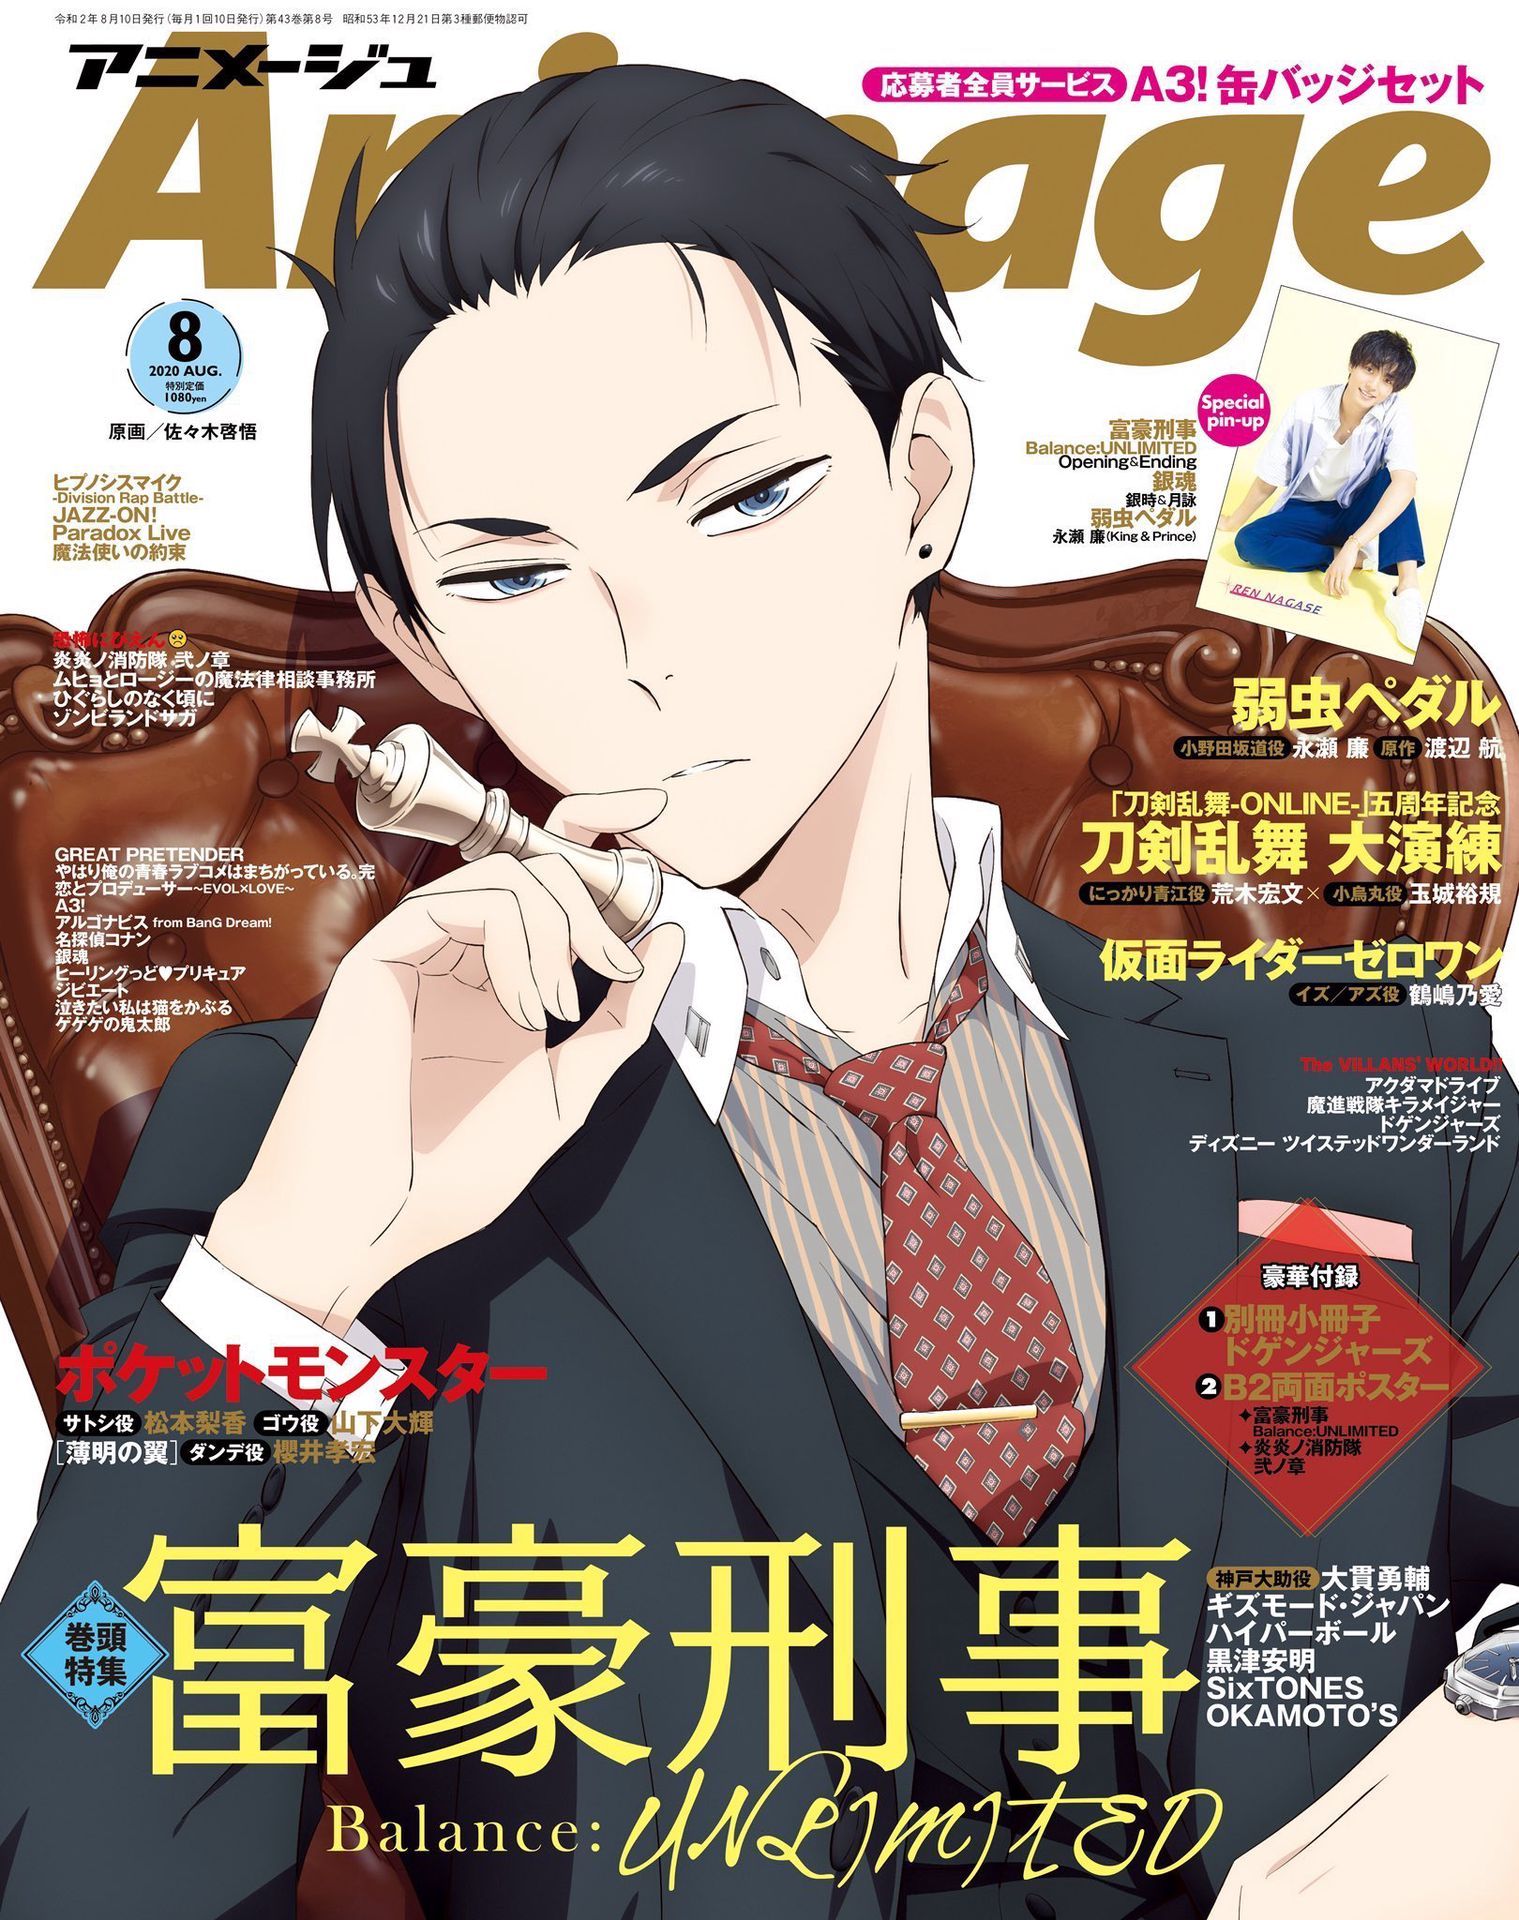 令和2年8月10日発行(毎月1回10日発行)第43巻第8号 昭和53年12月21日第3種郵便物認可
アニメージュ
Animage
応募者全員サービス A3! 缶バッジセット
8
2020 AUG.
特別定価
1080yen
原画/佐々木啓悟
ヒプノシスマイク
-Division Rap Battle-
JAZZ-ON!
Paradox Live
魔法使いの約束
恐怖にぴえん🥺
炎炎ノ消防隊 弐ノ章
ムヒョとロージーの魔法律相談事務所
ひぐらしのなく頃に
ゾンビランドサガ
GREAT PRETENDER
やはり俺の青春ラブコメはまちがっている。完
恋とプロデューサー~EVOL×LOVE~
A3!
アルゴナビス from BanG Dream!
名探偵コナン
銀魂
ヒーリングっど♥プリキュア
ジビエート
泣きたい私は猫をかぶる
ゲゲゲの鬼太郎
Special
pin-up
富豪刑事
Balance:UNLIMITED
Opening&Ending
銀魂
銀時&月詠
弱虫ペダル
永瀬 廉(King & Prince)
REN NAGASE
弱虫ペダル
小野田坂道役 永瀬 廉 原作 渡辺 航
「刀剣乱舞-ONLINE-」五周年記念
刀剣乱舞 大演練
にっかり青江役 荒木宏文×小烏丸役 玉城裕規
仮面ライダーゼロワン
イズ/アズ役 鶴嶋乃愛
The VILLANS' WORLD!!
アクダマドライブ
魔進戦隊キラメイジャー
ドゲンジャーズ
ディズニー ツイステッドワンダーランド
豪華付録
1 別冊小冊子
ドゲンジャーズ
2 B2両面ポスター
✦富豪刑事
Balance:UNLIMITED
✦炎炎ノ消防隊
弐ノ章
ポケットモンスター
サトシ役 松本梨香 ゴウ役 山下大輝
[薄明の翼] ダンデ役 櫻井孝宏
巻頭
特集
富豪刑事
Balance: UNLIMITED
神戸大助役 大貫勇輔
ギズモード・ジャパン
ハイパーボール
黒津安明
SixTONES
OKAMOTO'S